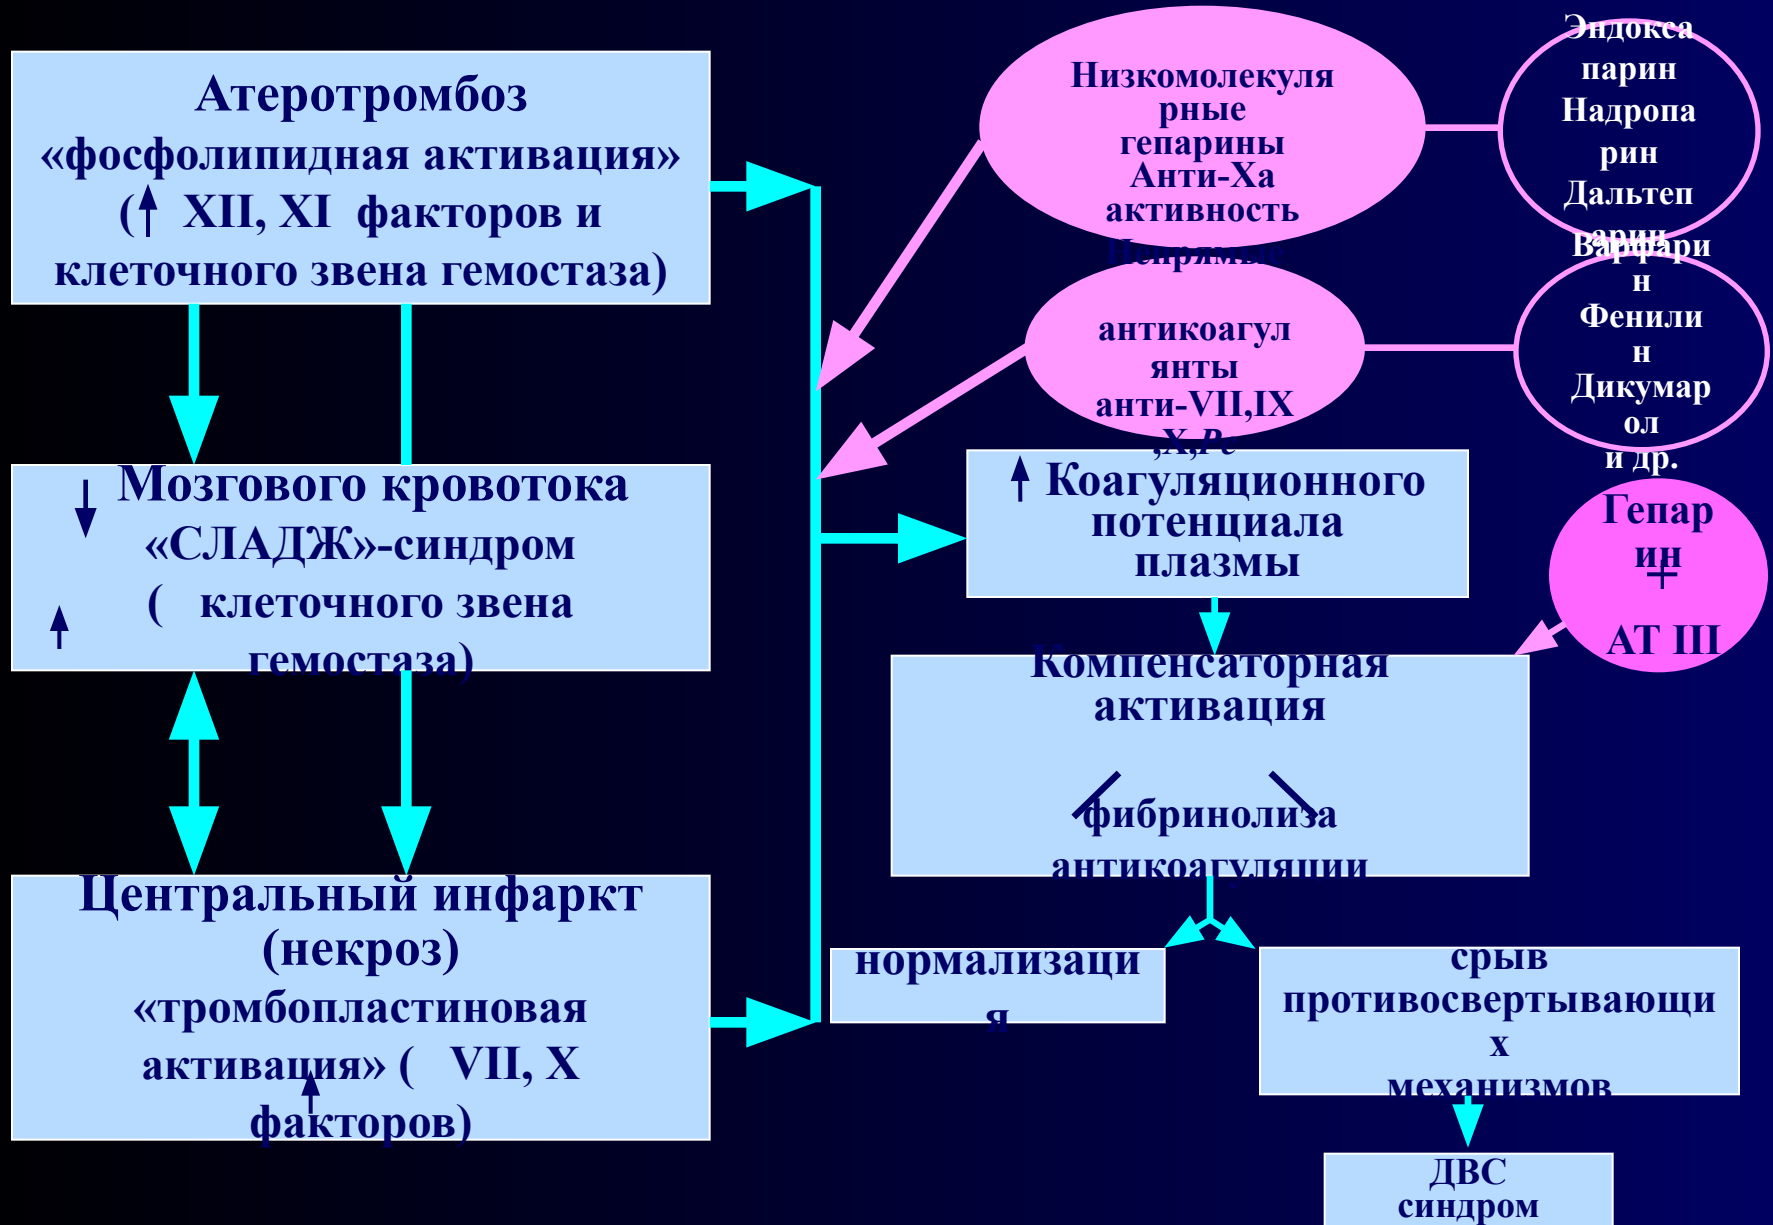 Атеротромбоз
«фосфолипидная активация»
(↑ XII, XI факторов и
клеточного звена гемостаза)
↓ Мозгового кровотока
«СЛАДЖ»-синдром
(↑ клеточного звена
гемостаза)
Центральный инфаркт
(некроз)
«тромбопластиновая
активация» (↑ VII, X
факторов)
Низкомолекуля
рные
гепарины
Анти-Ха
активность
Эндокса
парин
Надропа
рин
Дальтеп
арин
Непрямые
антикоагул
янты
анти-VII,IX
,X,Pc
Варфари
н
Фенили
н
Дикумар
ол
и др.
↑ Коагуляционного
потенциала
плазмы
Гепар
ин
+
АТ III
Компенсаторная
активация
фибринолиза
антикоагуляции
нормализаци
я
срыв
противосвертывающи
х
механизмов
ДВС
синдром